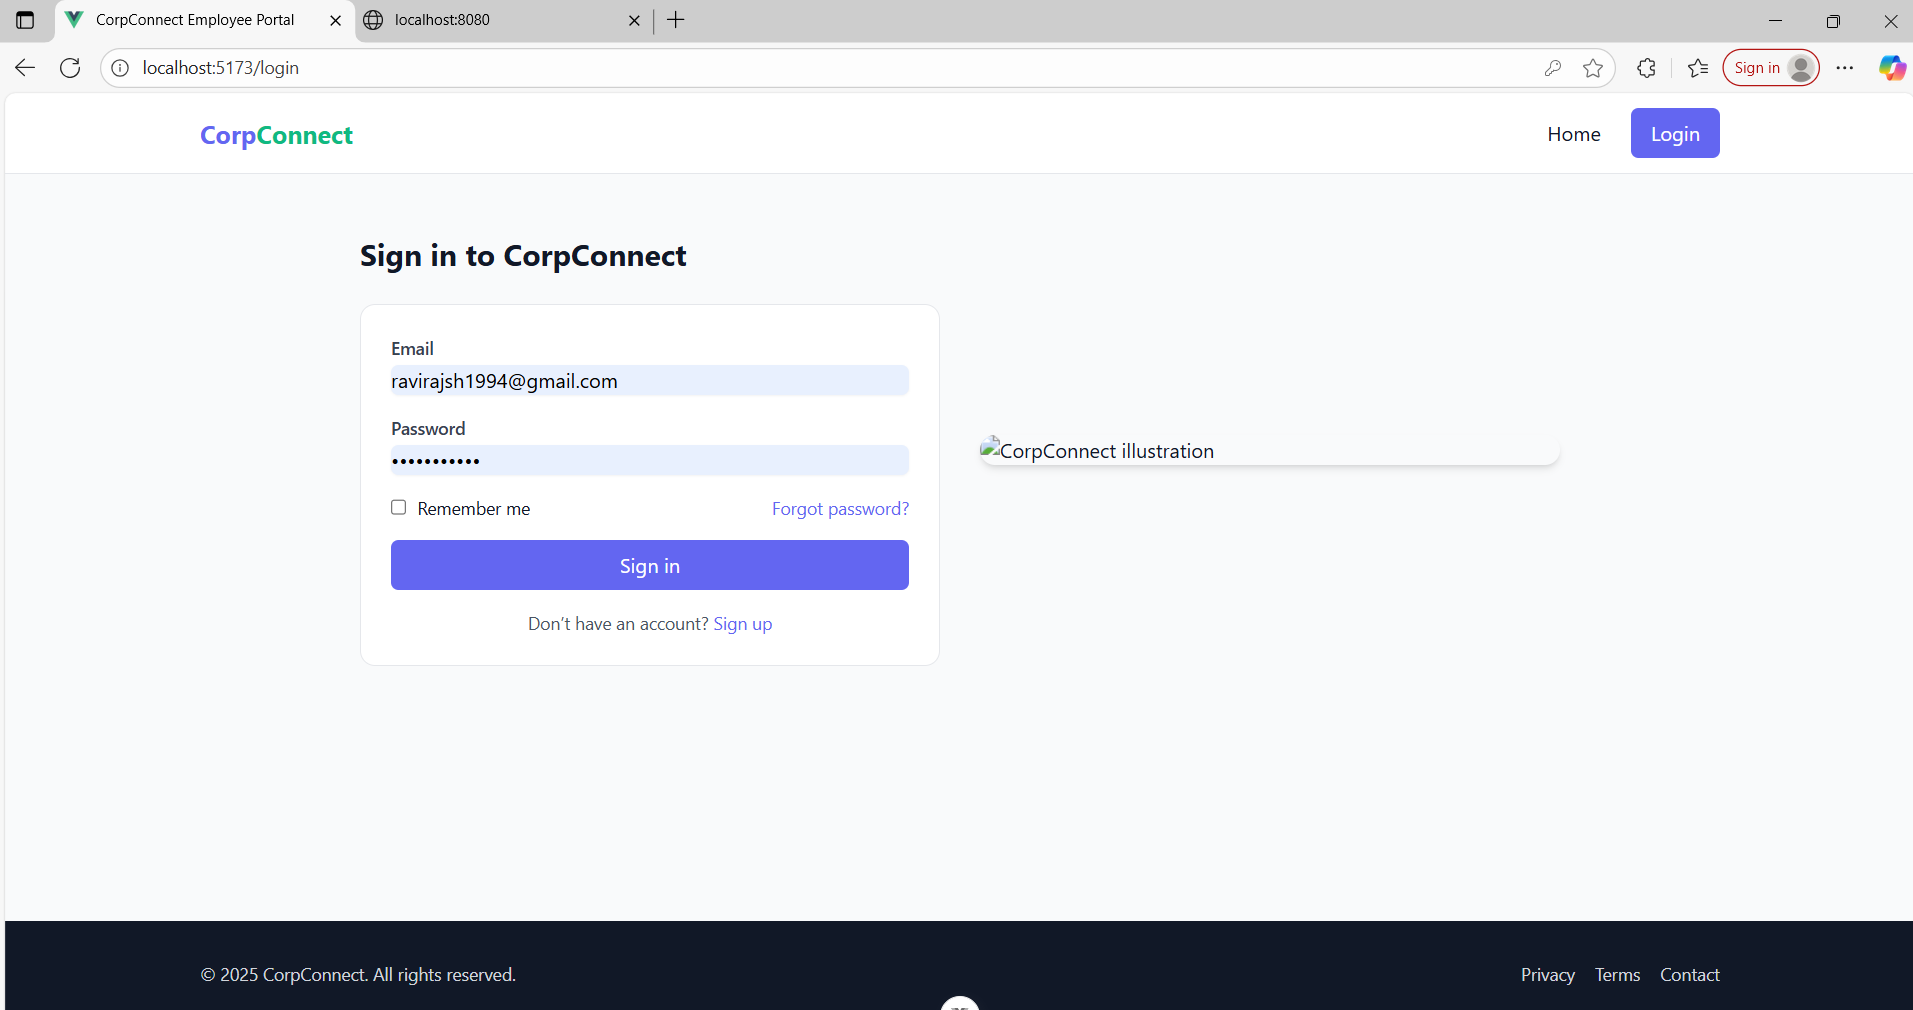 CorpConnect Employee Portal
localhost:8080
localhost:5173/login
Sign in
CorpConnect
Home
Login
Sign in to CorpConnect
Email
ravirajsh1994@gmail.com
Password
•••••••••••
Remember me
Forgot password?
CorpConnect illustration
Sign in
Don’t have an account? Sign up
© 2025 CorpConnect. All rights reserved.
Privacy
Terms
Contact